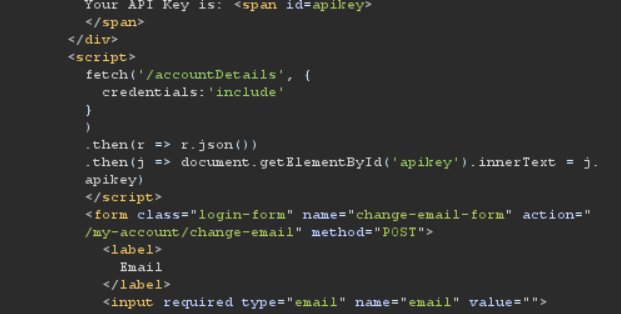 Your API Key is: <span id=apikey>
</span>
</div>
<script>
fetch('/accountDetails', {
credentials:'include'
}
)
.then(r => r.json())
.then(j => document.getElementById('apikey').innerText = j.
apikey)
</script>
<form class="login-form" name="change-email-form" action="
/my-account/change-email" method="POST">
<label>
Email
</label>
<input required type="email" name="email" value="">